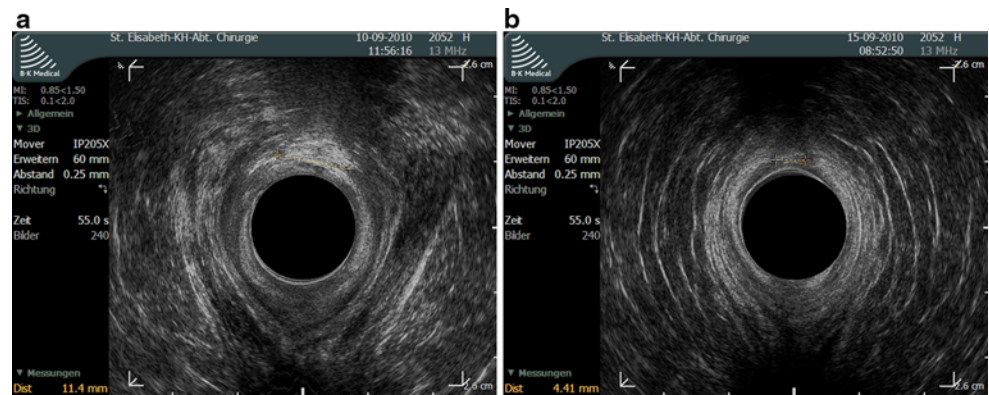 a
St. Elisabeth-KH-Abt. Chirurgie 10-09-2010 2052 H
11:56:16 13 MHz
B-K Medical
2.6 cm
MI: 0.85<1.50
TIS: 0.1<2.0
► Allgemein
▼ 3D
Mover IP205X
Erweitern 60 mm
Abstand 0.25 mm
Richtung
Zeit 55.0 s
Bilder 240
▼ Messungen
Dist 11.4 mm
2.6 cm
b
St. Elisabeth-KH-Abt. Chirurgie 15-09-2010 2052 H
08:52:50 13 MHz
B-K Medical
2.6 cm
MI: 0.85<1.50
TIS: 0.1<2.0
► Allgemein
▼ 3D
Mover IP205X
Erweitern 60 mm
Abstand 0.25 mm
Richtung
Zeit 55.0 s
Bilder 240
▼ Messungen
Dist 4.41 mm
2.6 cm